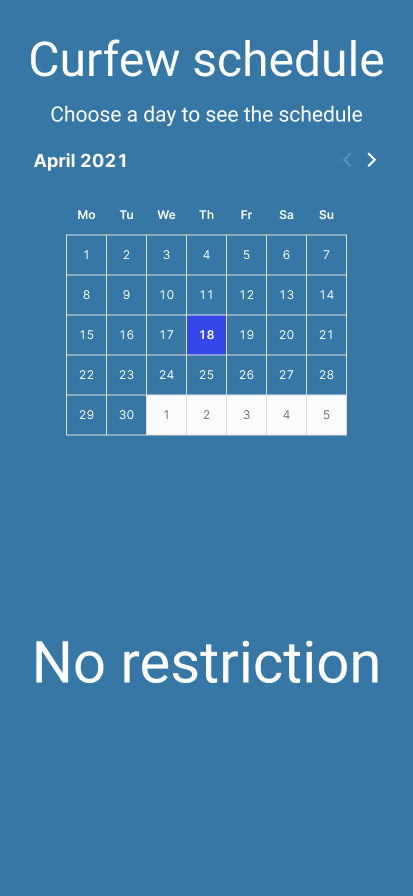 Curfew schedule
Choose a day to see the schedule
April 2021
Mo Tu We Th Fr Sa Su
1 2 3 4 5 6 7
8 9 10 11 12 13 14
15 16 17 18 19 20 21
22 23 24 25 26 27 28
29 30 1 2 3 4 5
No restriction